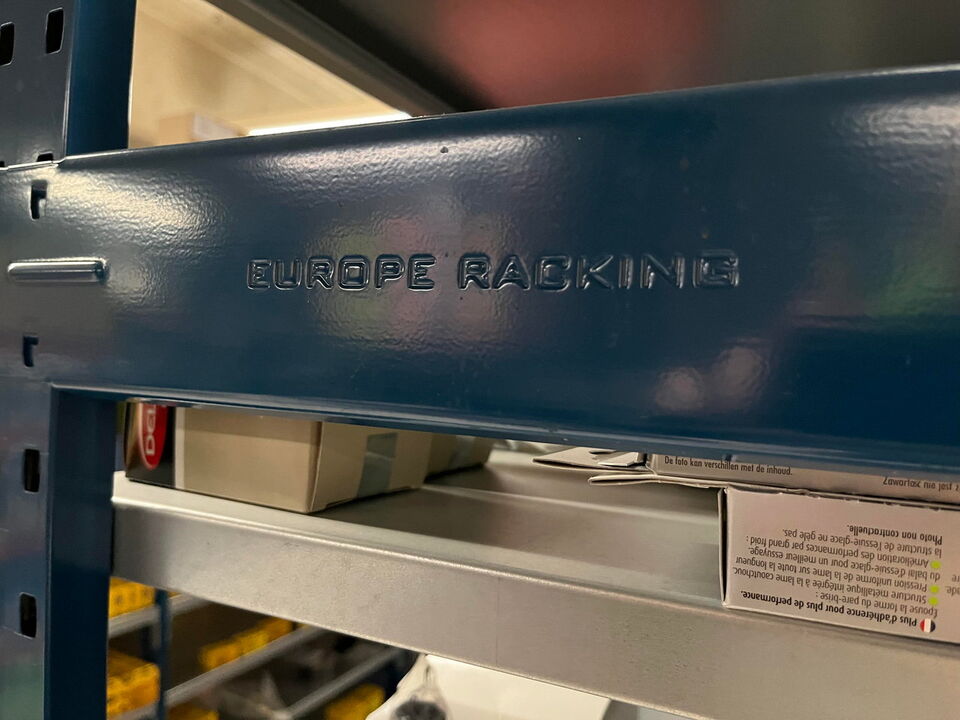 EUROPE RACKING
De foto kan verschillen met de inhoud.
Plus d'adhérence pour plus de performance.
Épouse la forme du pare-brise :
Structure métallique intégrée à la lame caoutchouc.
Pression uniforme de la lame sur toute la longueur
du balai d'essuie-glace pour un meilleur essuyage.
Amélioration des performances par grand froid :
la structure de l'essuie-glace ne gèle pas.
Photo non contractuelle.